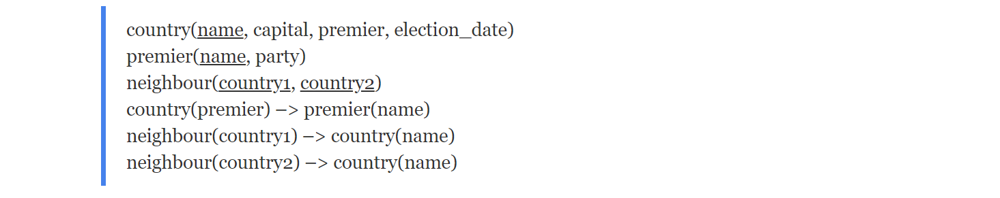 country(name, capital, premier, election_date)
premier(name, party)
neighbour(country1, country2)
country(premier) –> premier(name)
neighbour(country1) –> country(name)
neighbour(country2) –> country(name)